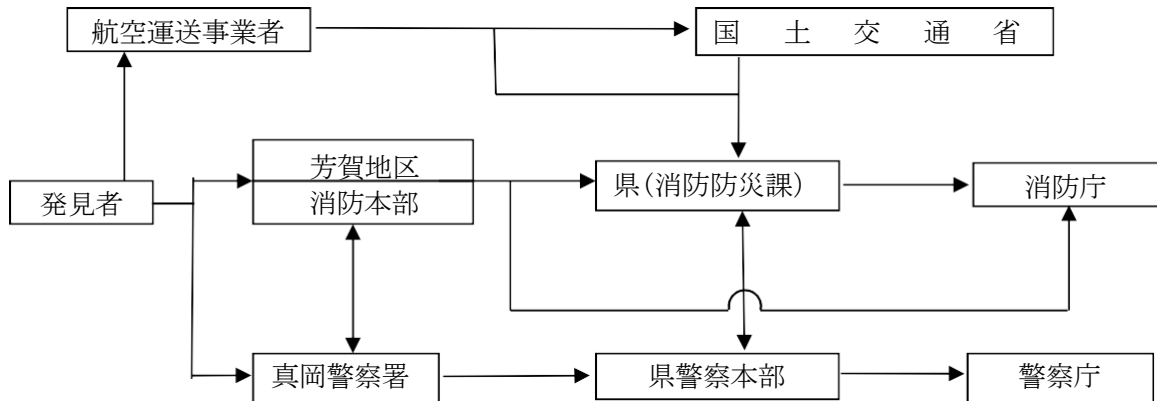 航空運送事業者
国土交通省
芳賀地区
消防本部
県(消防防災課)
消防庁
発見者
真岡警察署
県警察本部
警察庁